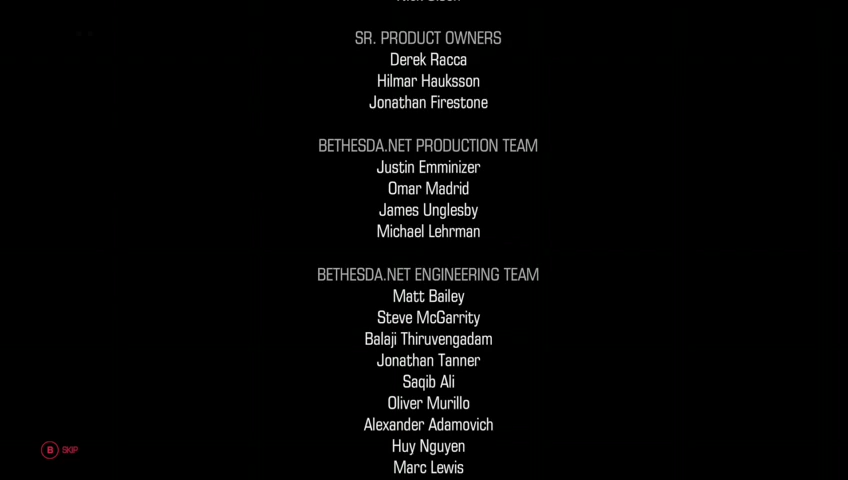 SR. PRODUCT OWNERS
Derek Racca
Hilmar Hauksson
Jonathan Firestone
BETHESDA.NET PRODUCTION TEAM
Justin Emminizer
Omar Madrid
James Unglesby
Michael Lehrman
BETHESDA.NET ENGINEERING TEAM
Matt Bailey
Steve McGarrity
Balaji Thiruvengadam
Jonathan Tanner
Saqib Ali
Oliver Murillo
Alexander Adamovich
Huy Nguyen
B SKIP
Marc Lewis